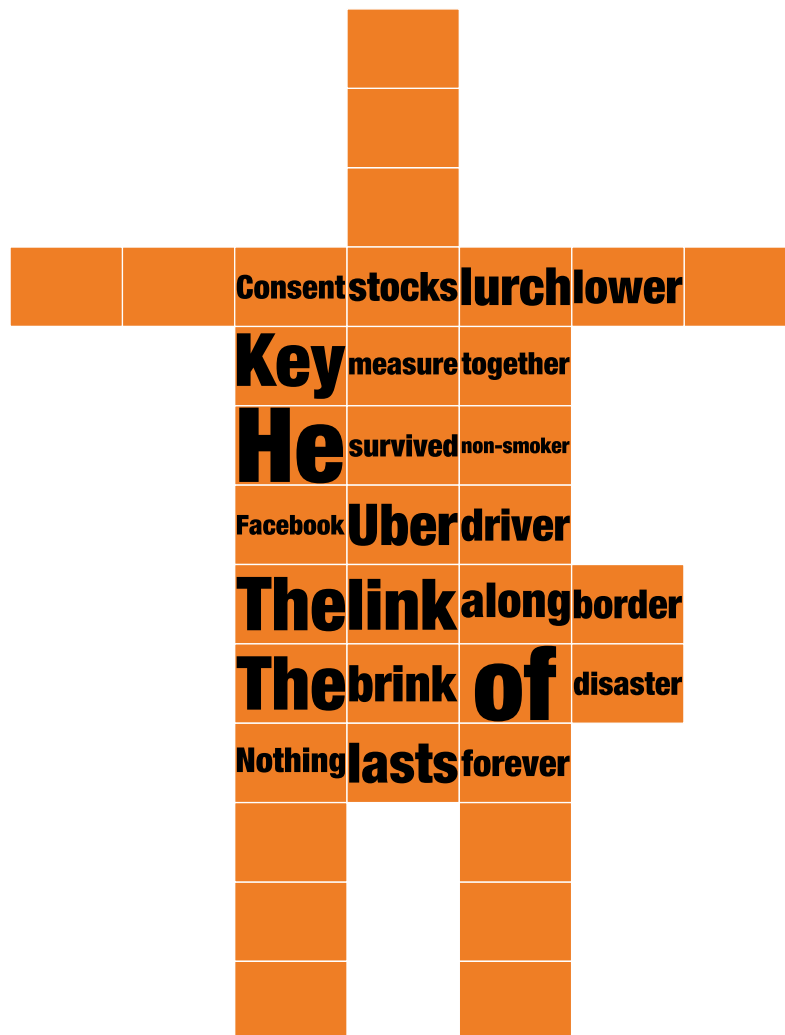 Consent stocks lurch lower
Key measure together
He survived non-smoker
Facebook Uber driver
The link along border
The brink of disaster
Nothing lasts forever